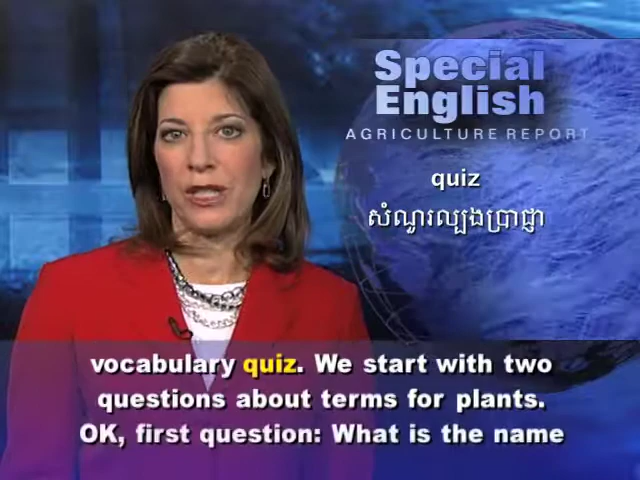 Special
English
AGRICULTURE REPORT
quiz
សំណួរល្បងប្រាជ្ញា
vocabulary quiz. We start with two
questions about terms for plants.
OK, first question: What is the name